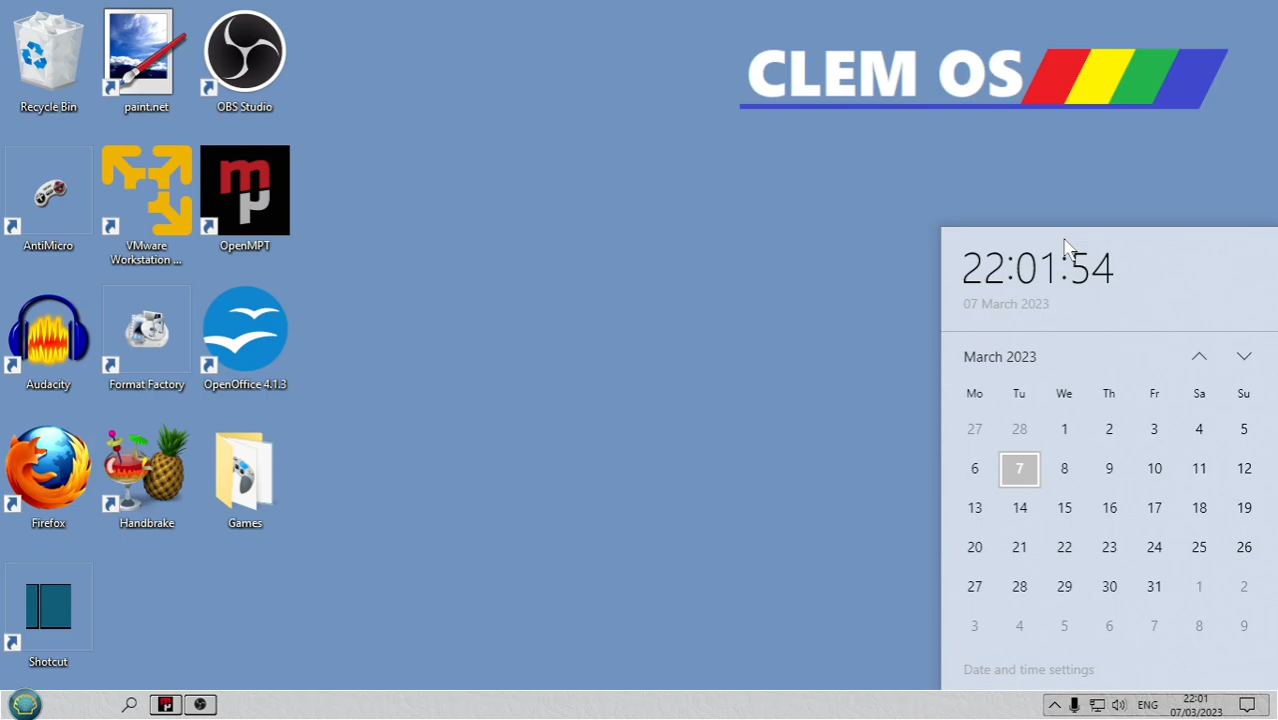 CLEM OS
Recycle Bin
paint.net
OBS Studio
AntiMicro
VMware
Workstation ...
mp
OpenMPT
Audacity
Format Factory
OpenOffice 4.1.3
Firefox
Handbrake
Games
Shotcut
22:01:54
07 March 2023
March 2023
Mo Tu We Th Fr Sa Su
27 28 1 2 3 4 5
6 7 8 9 10 11 12
13 14 15 16 17 18 19
20 21 22 23 24 25 26
27 28 29 30 31 1 2
3 4 5 6 7 8 9
Date and time settings
ENG
22:01
07/03/2023